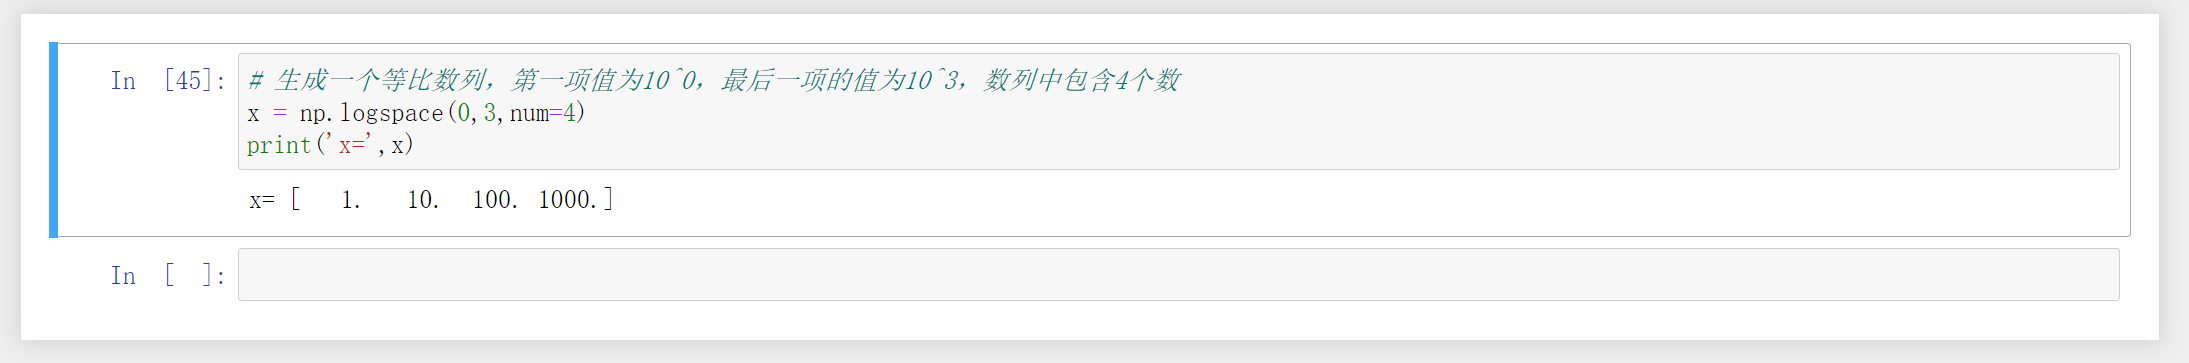 In [45]: # 生成一个等比数列，第一项值为10^0，最后一项的值为10^3，数列中包含4个数
x = np.logspace(0,3,num=4)
print('x=',x)
x= [   1.   10.  100. 1000.]
In [ ]: